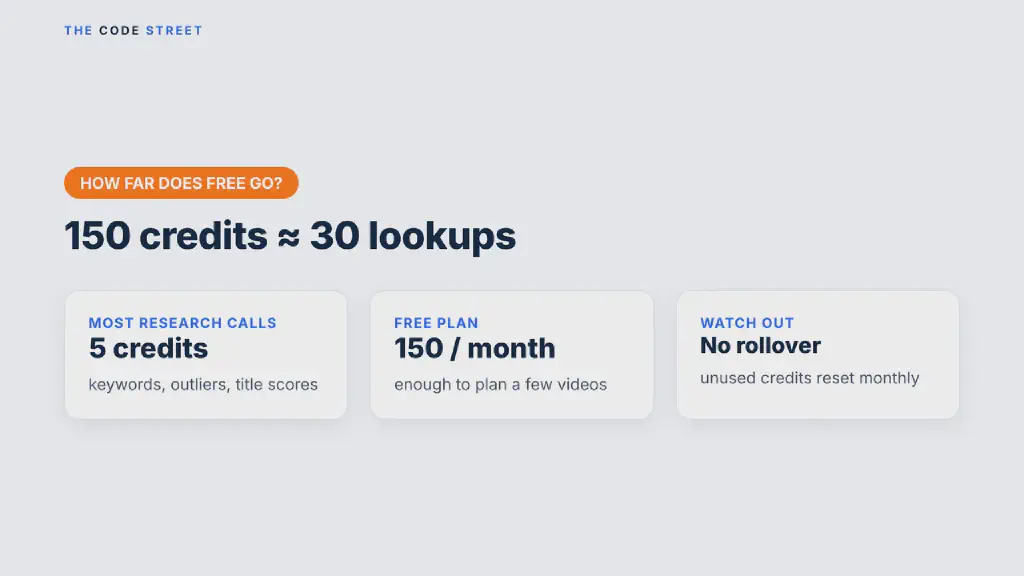 THE CODE STREET
HOW FAR DOES FREE GO?
150 credits ≈ 30 lookups
MOST RESEARCH CALLS
5 credits
keywords, outliers, title scores
FREE PLAN
150 / month
enough to plan a few videos
WATCH OUT
No rollover
unused credits reset monthly